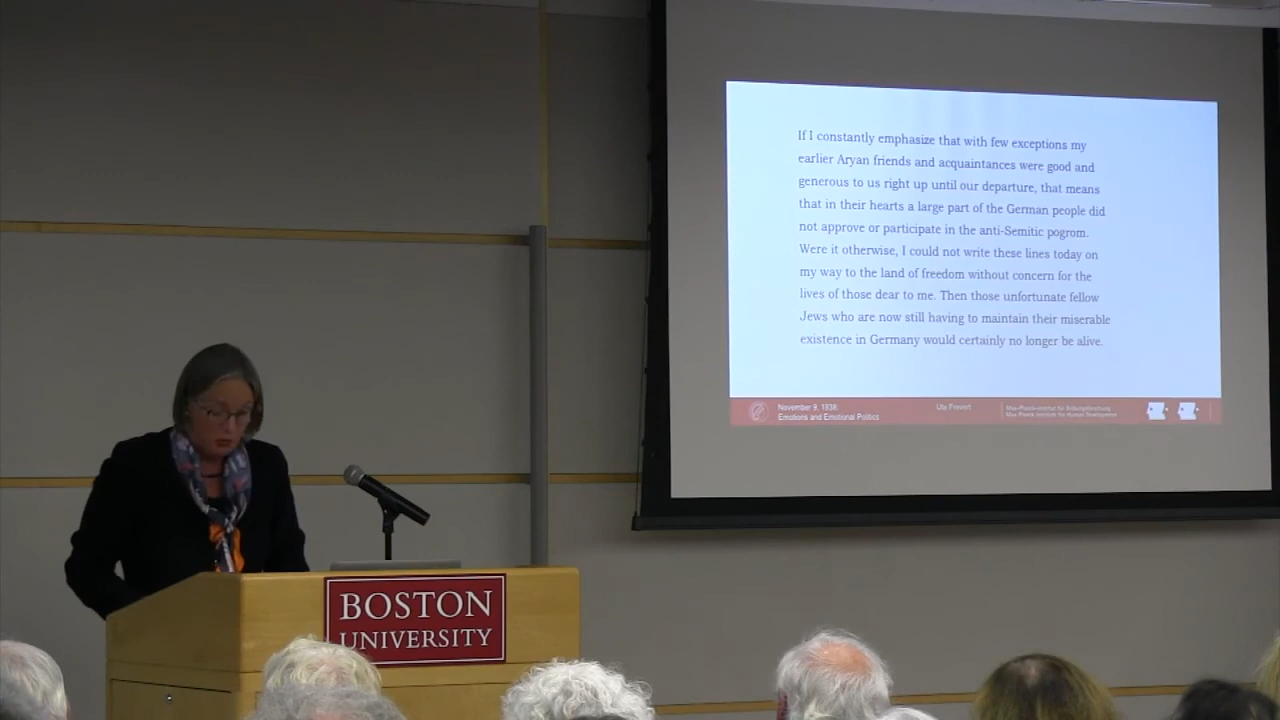 If I constantly emphasize that with few exceptions my
earlier Aryan friends and acquaintances were good and
generous to us right up until our departure, that means
that in their hearts a large part of the German people did
not approve or participate in the anti-Semitic pogrom.
Were it otherwise, I could not write these lines today on
my way to the land of freedom without concern for the
lives of those dear to me. Then those unfortunate fellow
Jews who are now still having to maintain their miserable
existence in Germany would certainly no longer be alive.
November 9, 1938:
Emotions and Emotional Politics
Ute Frevert
Max-Planck-Institut für Bildungsforschung
Max Planck Institute for Human Development
BOSTON
UNIVERSITY